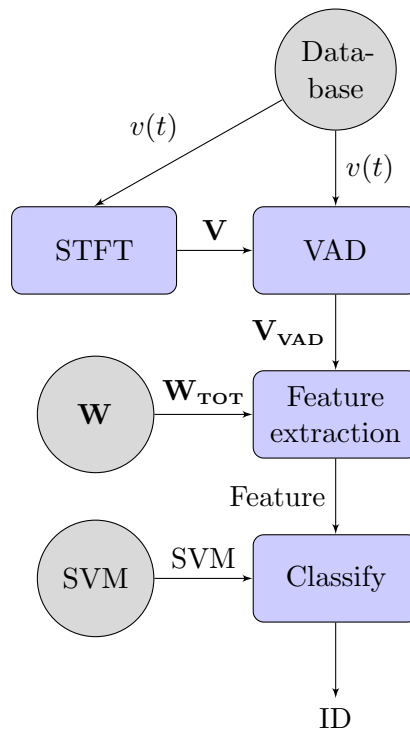 Data-
base
v(t)
v(t)
STFT
V
VAD
V_VAD
W
W_TOT
Feature
extraction
Feature
SVM
SVM
Classify
ID